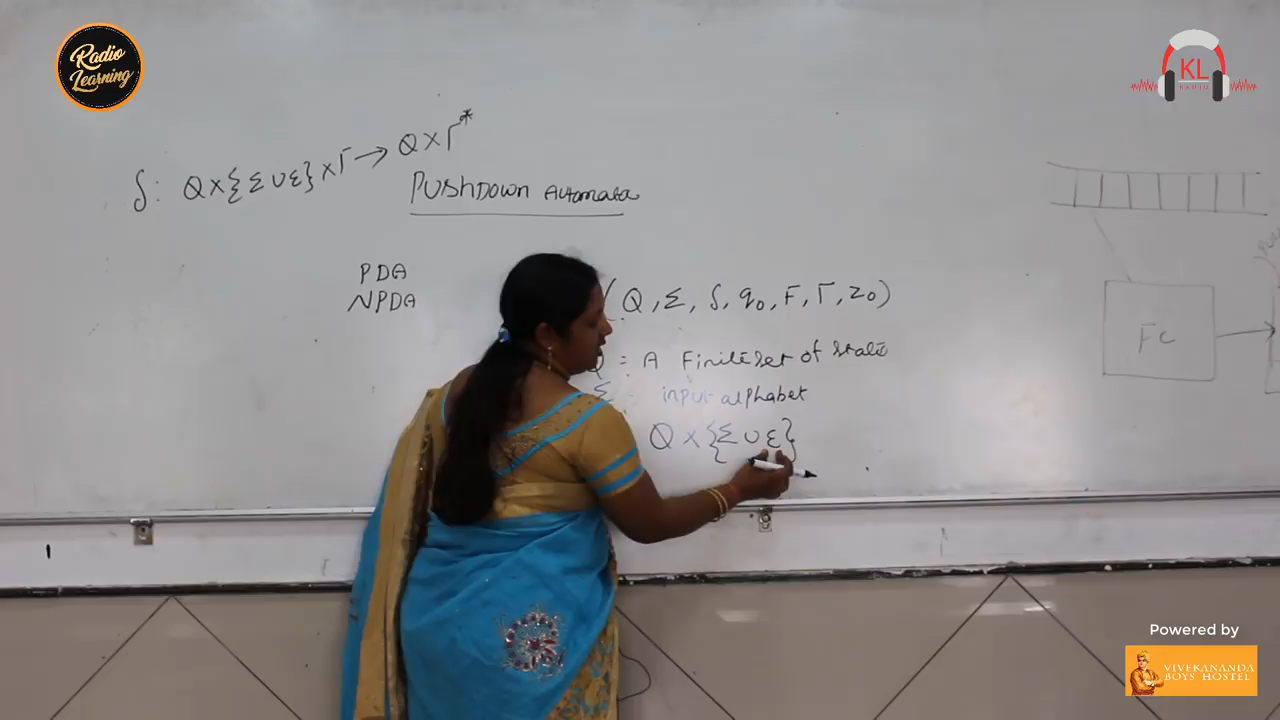 Radio Learning
KL
RADIO
δ: Q×{Σ∪ε}×Γ→Q×Γ*
PUSHDOWN AUTOMATA
PDA
NPDA
(Q, Σ, δ, q₀, F, Γ, z₀)
Q = A Finite set of state
Σ - input alphabet
Q×{Σ∪ε}
FC
Powered by
VIVEKANANDA
BOYS HOSTEL